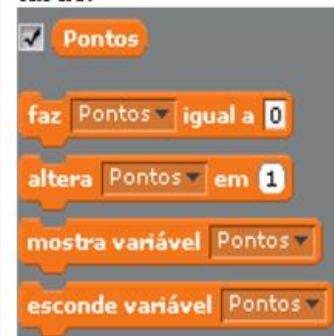 Pontos
faz Pontos igual a 0
altera Pontos em 1
mostra variável Pontos
esconde variável Pontos